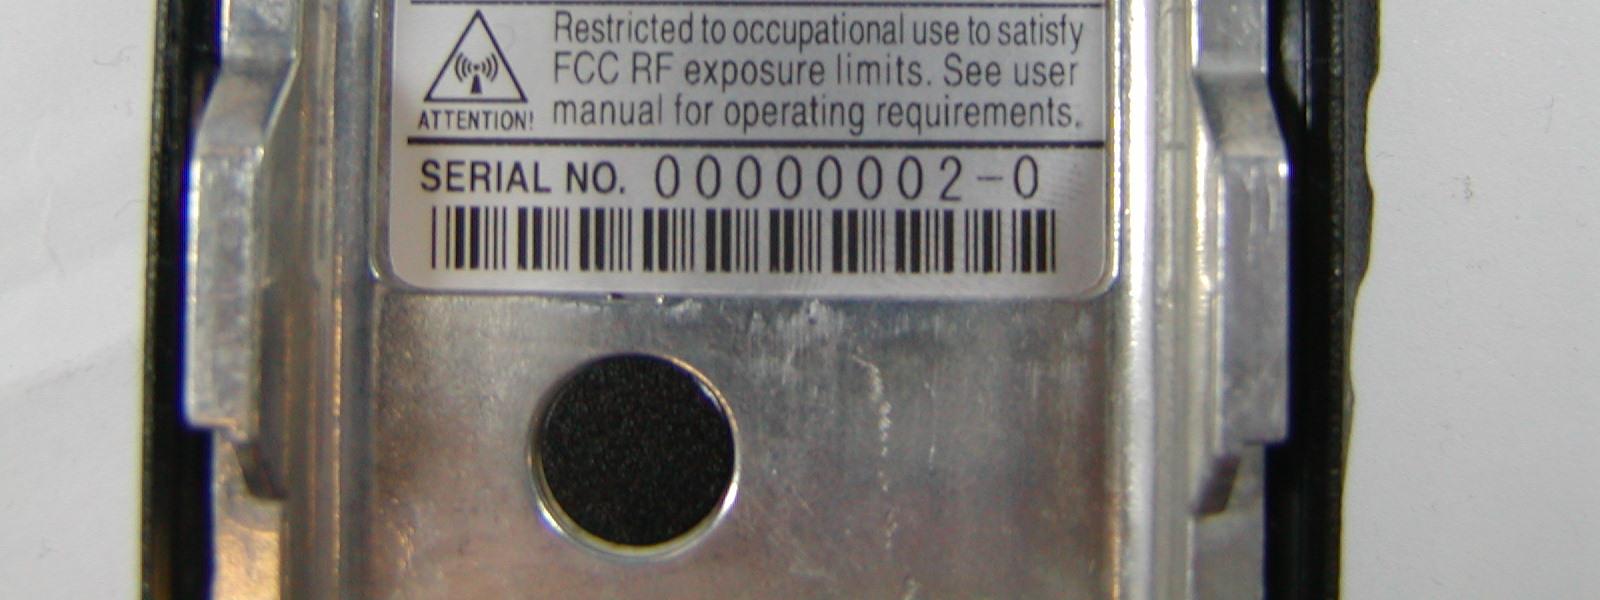 Restricted to occupational use to satisfy
FCC RF exposure limits. See user
manual for operating requirements.
ATTENTION!
SERIAL NO. 00000002-0